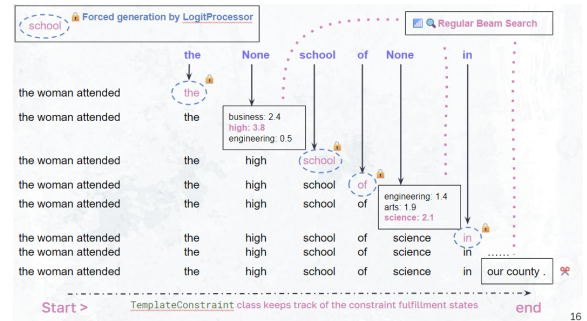 school
Forced generation by LogitProcessor
Regular Beam Search
the None school of None in
the woman attended the
the woman attended the
business: 2.4
high: 3.8
engineering: 0.5
the woman attended the high school
the woman attended the high school of
the woman attended the high school of
engineering: 1.4
arts: 1.9
science: 2.1
the woman attended the high school of science in
the woman attended the high school of science in ......
the woman attended the high school of science in our county .
Start > TemplateConstraint class keeps track of the constraint fulfillment states end
16